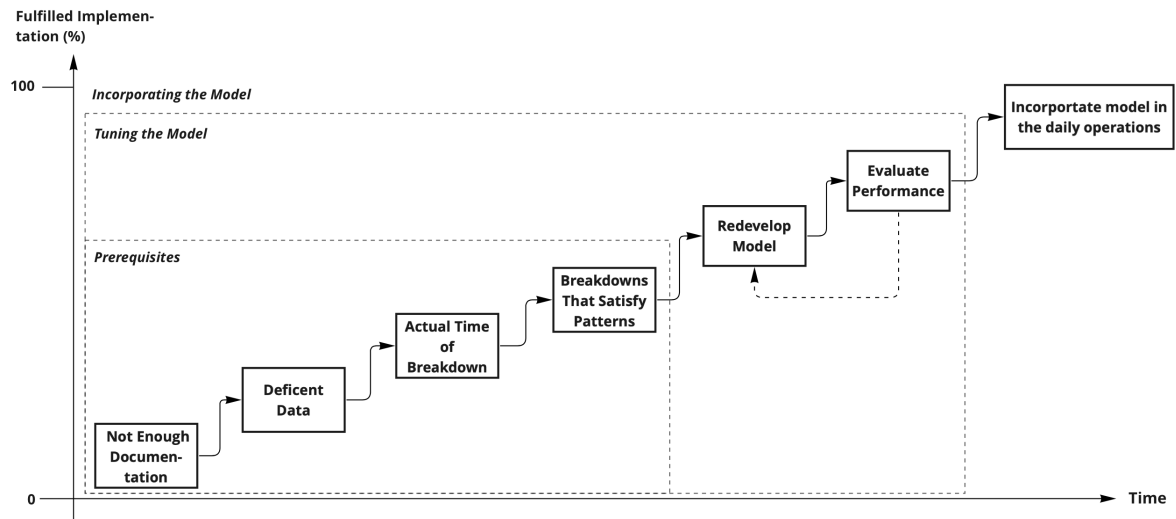 Fulfilled Implemen-
tation (%)
100
Incorporating the Model
Tuning the Model
Incorportate model in
the daily operations
Evaluate
Performance
Redevelop
Model
Prerequisites
Breakdowns
That Satisfy
Patterns
Actual Time
of
Breakdown
Deficent
Data
Not Enough
Documen-
tation
0
Time